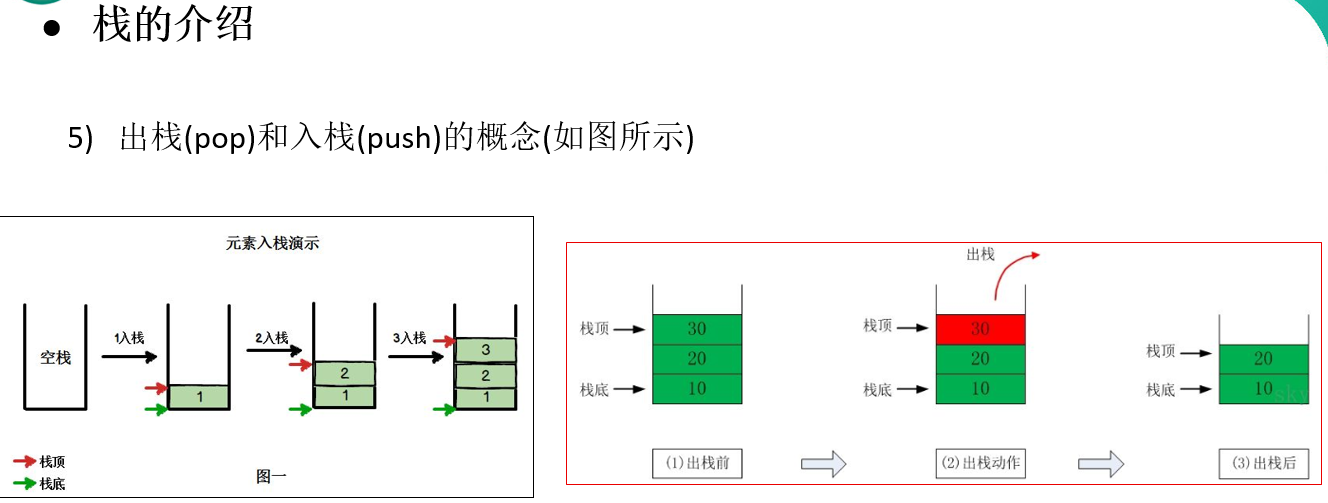 ● 栈的介绍
5) 出栈(pop)和入栈(push)的概念(如图所示)
元素入栈演示
空栈
1入栈
1
2入栈
2
1
3入栈
3
2
1
栈顶
栈底
图一
栈顶
30
20
栈底
10
(1)出栈前
出栈
栈顶
30
20
栈底
10
(2)出栈动作
栈顶
20
栈底
10
sky
(3)出栈后